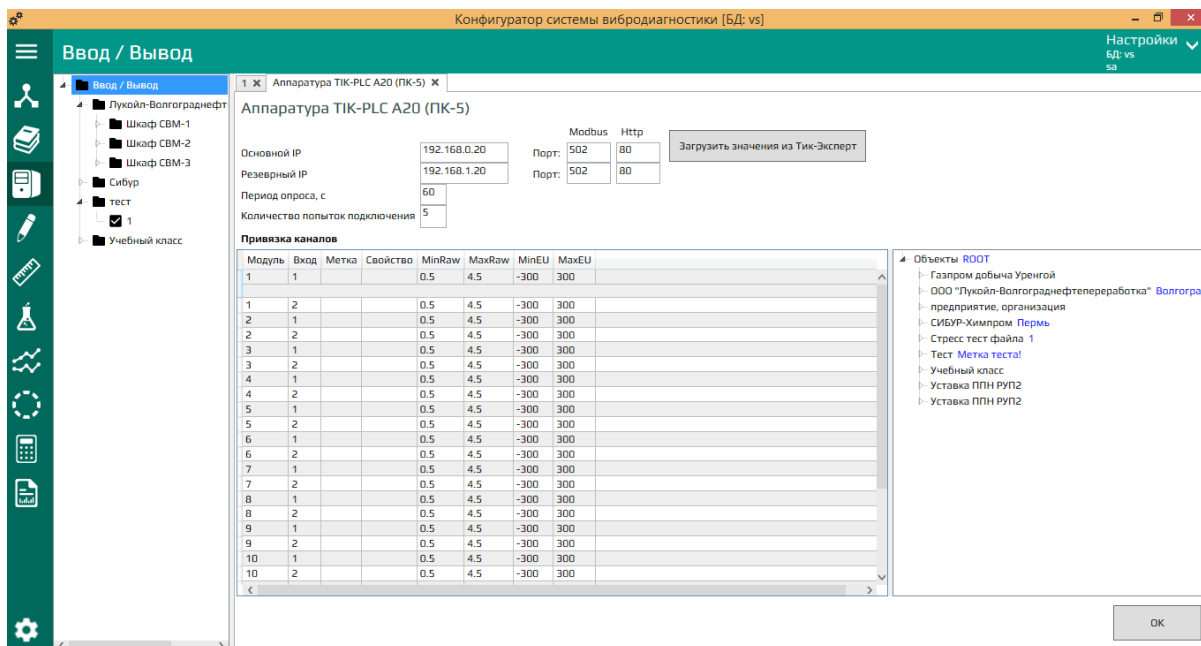 Конфигуратор системы вибродиагностики [БД: vs]
Ввод / Вывод
Настройки
БД: vs
sa
Ввод / Вывод
Лукойл-Волгограднефт
Шкаф СВМ-1
Шкаф СВМ-2
Шкаф СВМ-3
Сибур
тест
1
Учебный класс
1 Аппаратура TIK-PLC A20 (ПК-5)
Аппаратура TIK-PLC A20 (ПК-5)
Modbus Http
Основной IP 192.168.0.20 Порт: 502 80 Загрузить значения из Тик-Эксперт
Резервный IP 192.168.1.20 Порт: 502 80
Период опроса, с 60
Количество попыток подключения 5
Привязка каналов
Модуль Вход Метка Свойство MinRaw MaxRaw MinEU MaxEU
1 1 0.5 4.5 -300 300
1 2 0.5 4.5 -300 300
2 1 0.5 4.5 -300 300
2 2 0.5 4.5 -300 300
3 1 0.5 4.5 -300 300
3 2 0.5 4.5 -300 300
4 1 0.5 4.5 -300 300
4 2 0.5 4.5 -300 300
5 1 0.5 4.5 -300 300
5 2 0.5 4.5 -300 300
6 1 0.5 4.5 -300 300
6 2 0.5 4.5 -300 300
7 1 0.5 4.5 -300 300
7 2 0.5 4.5 -300 300
8 1 0.5 4.5 -300 300
8 2 0.5 4.5 -300 300
9 1 0.5 4.5 -300 300
9 2 0.5 4.5 -300 300
10 1 0.5 4.5 -300 300
10 2 0.5 4.5 -300 300
Объекты ROOT
Газпром добыча Уренгой
ООО "Лукойл-Волгограднефтепереработка" Волгогра
предприятие, организация
СИБУР-Химпром Пермь
Стресс тест файла 1
Тест Метка теста!
Учебный класс
Уставка ППН РУП2
Уставка ППН РУП2
ОК